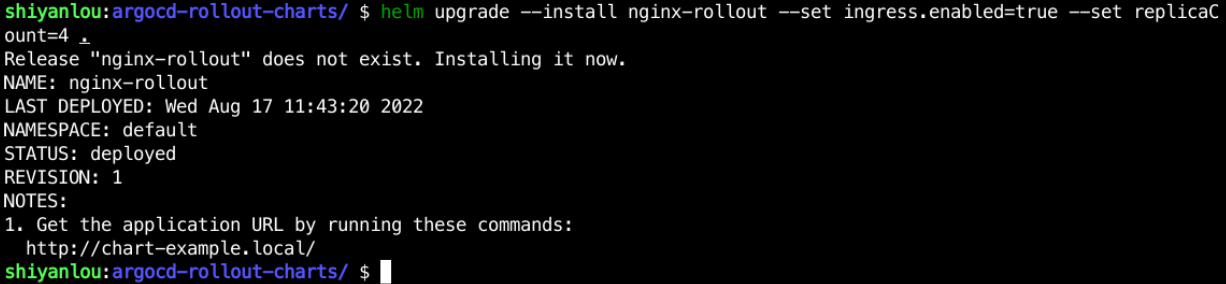 shiyanlou:argocd-rollout-charts/ $ helm upgrade --install nginx-rollout --set ingress.enabled=true --set replicaC
ount=4 .
Release "nginx-rollout" does not exist. Installing it now.
NAME: nginx-rollout
LAST DEPLOYED: Wed Aug 17 11:43:20 2022
NAMESPACE: default
STATUS: deployed
REVISION: 1
NOTES:
1. Get the application URL by running these commands:
  http://chart-example.local/
shiyanlou:argocd-rollout-charts/ $